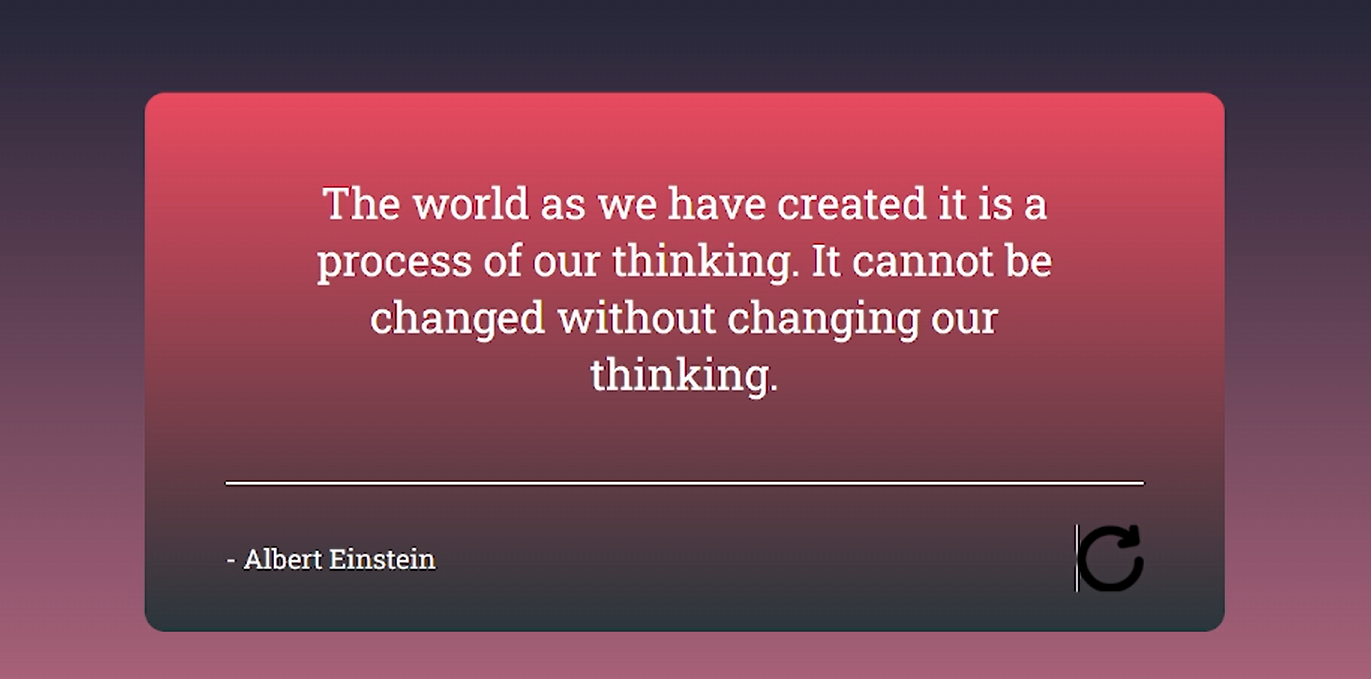 The world as we have created it is a
process of our thinking. It cannot be
changed without changing our
thinking.
- Albert Einstein